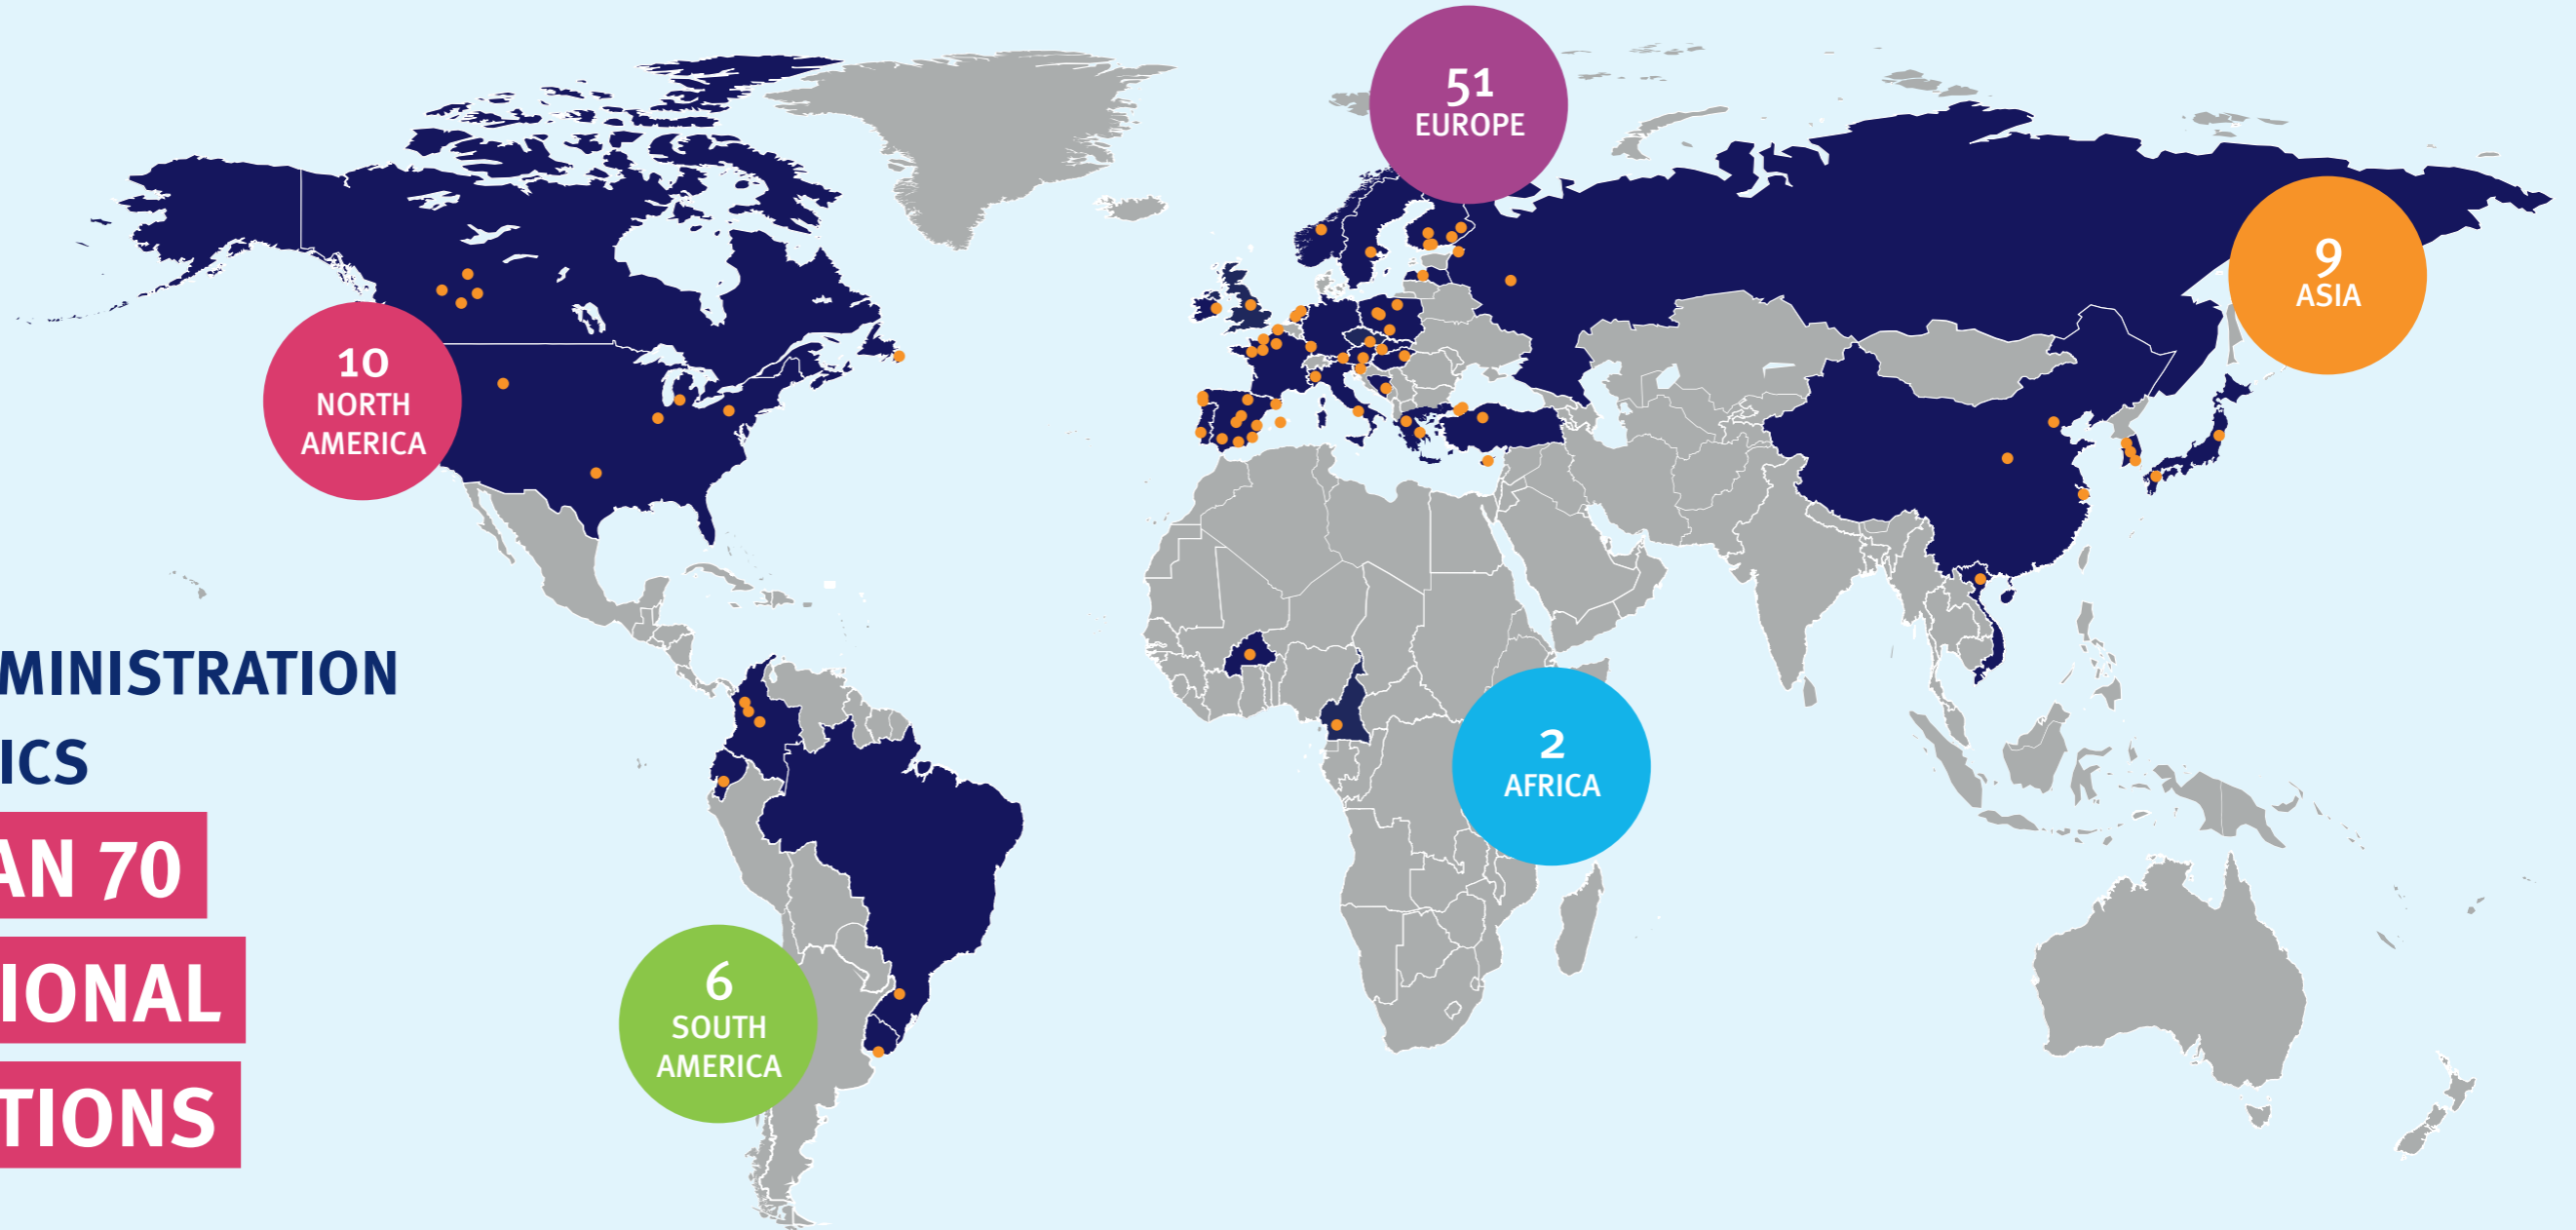 51
EUROPE
9
ASIA
10
NORTH
AMERICA
MINISTRATION
ICS
AN 70
IONAL
TIONS
2
AFRICA
6
SOUTH
AMERICA